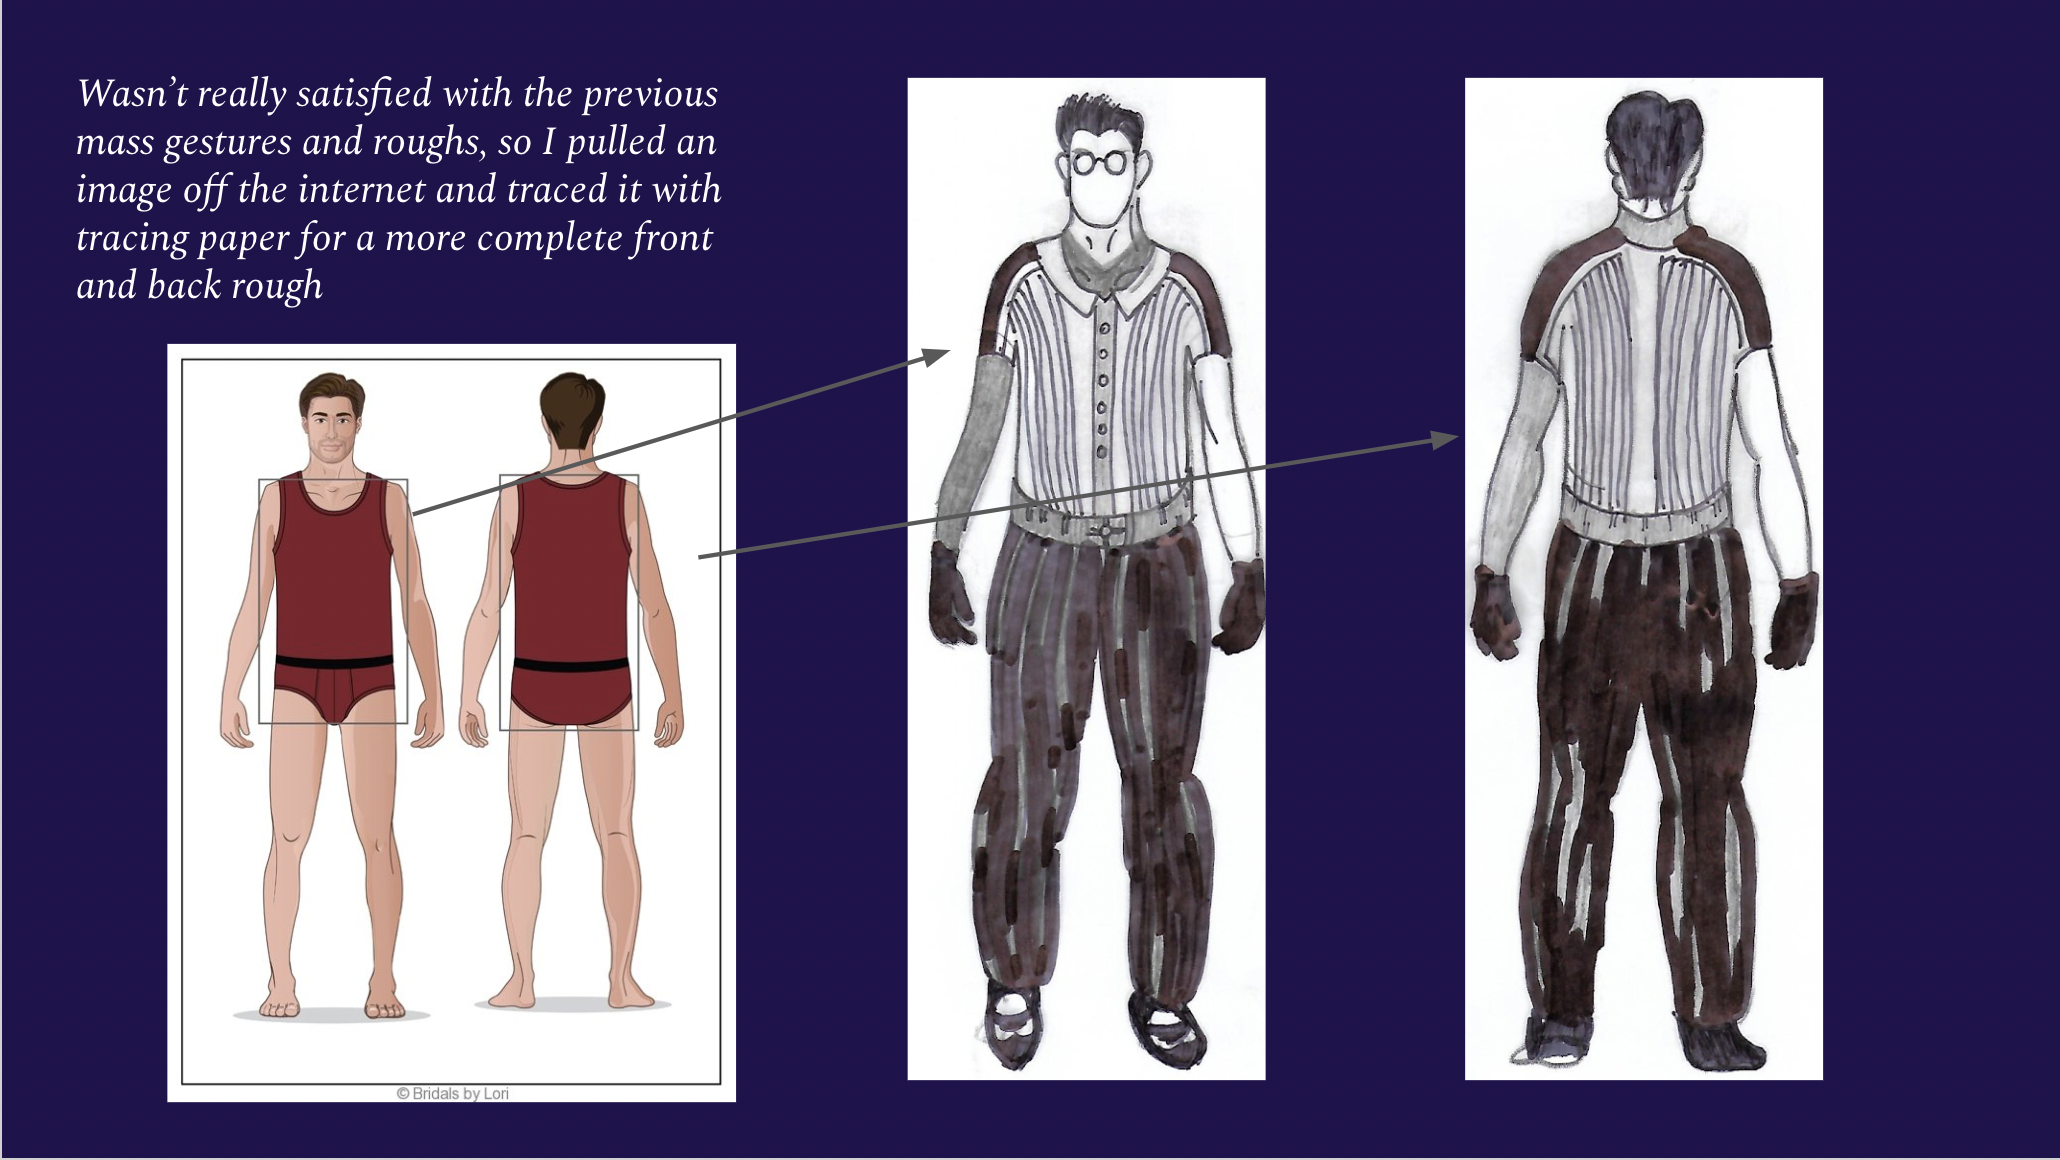 Wasn’t really satisfied with the previous
mass gestures and roughs, so I pulled an
image off the internet and traced it with
tracing paper for a more complete front
and back rough
© Bridals by Lori